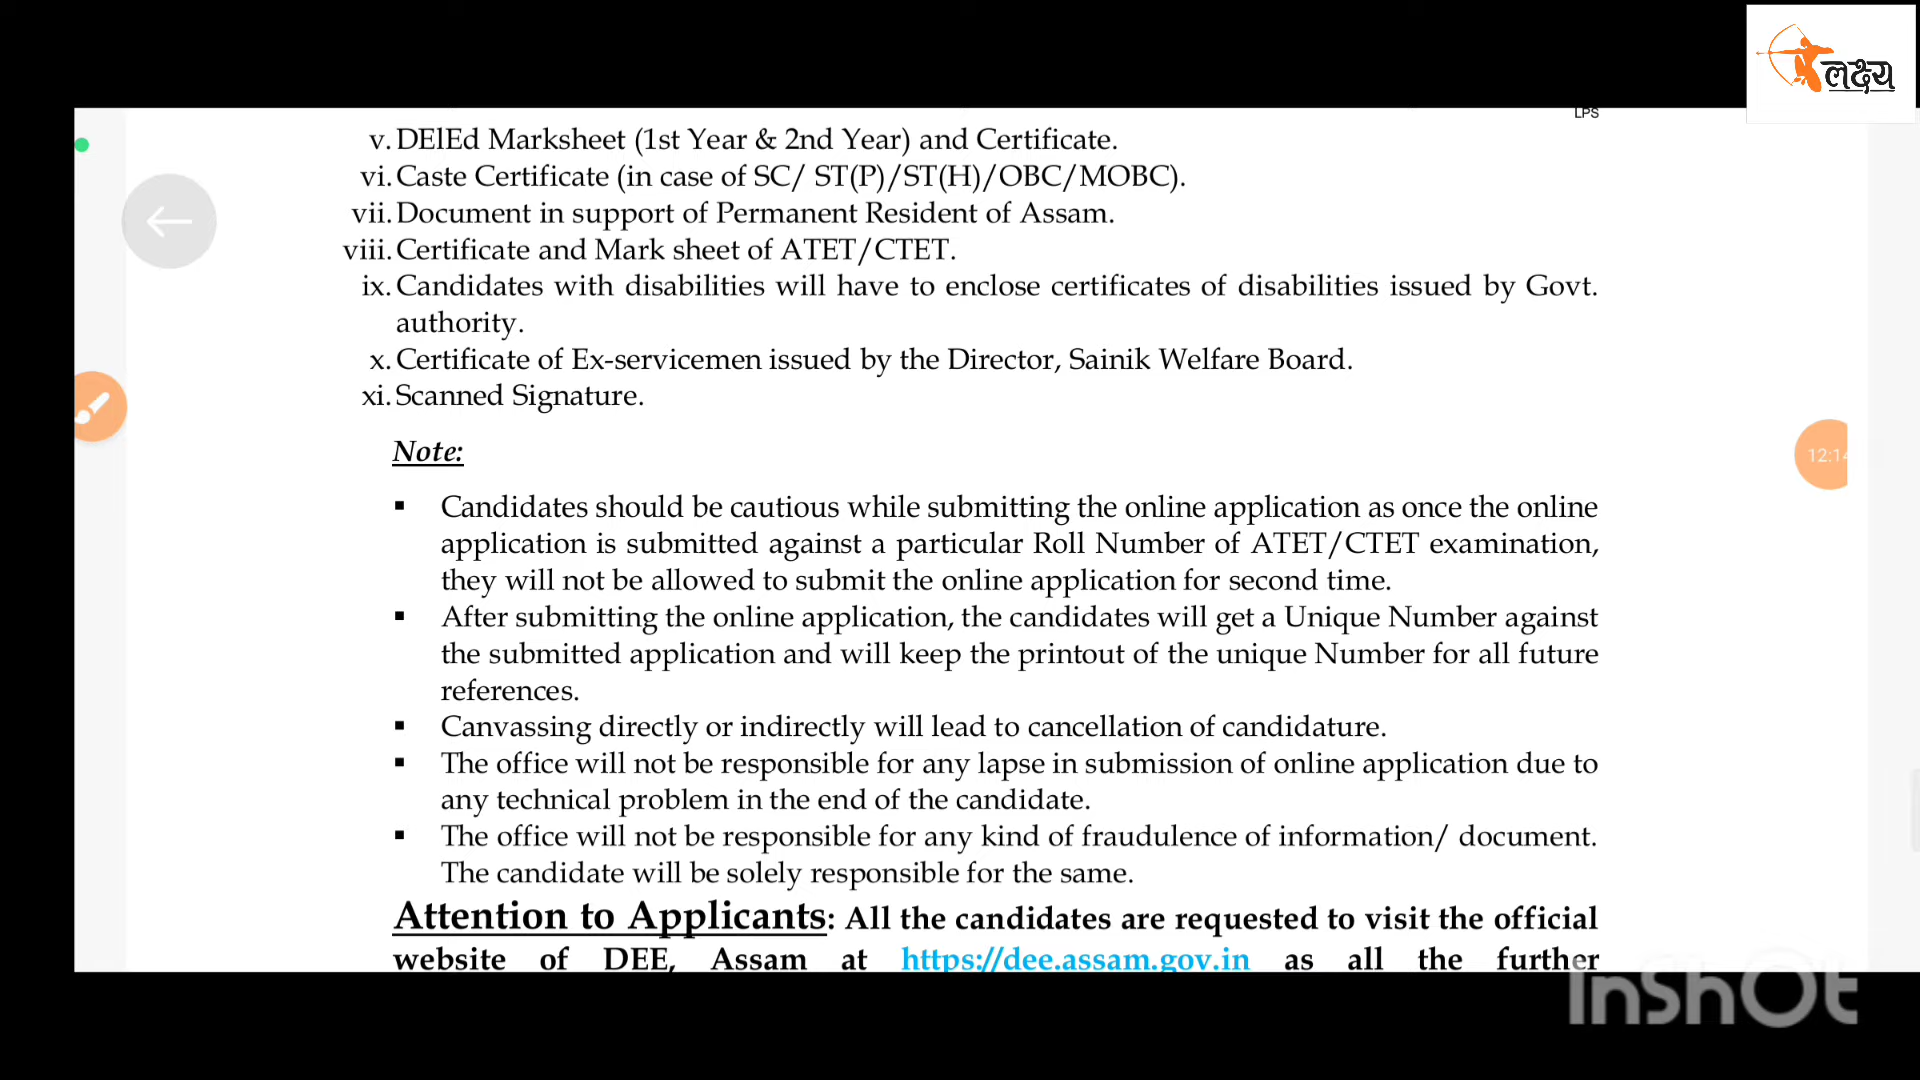 लक्ष्य
LPS
v. DElEd Marksheet (1st Year & 2nd Year) and Certificate.
vi. Caste Certificate (in case of SC/ ST(P)/ST(H)/OBC/MOBC).
vii. Document in support of Permanent Resident of Assam.
viii. Certificate and Mark sheet of ATET/CTET.
ix. Candidates with disabilities will have to enclose certificates of disabilities issued by Govt.
authority.
x. Certificate of Ex-servicemen issued by the Director, Sainik Welfare Board.
xi. Scanned Signature.
12:14
Note:
▪ Candidates should be cautious while submitting the online application as once the online
application is submitted against a particular Roll Number of ATET/CTET examination,
they will not be allowed to submit the online application for second time.
▪ After submitting the online application, the candidates will get a Unique Number against
the submitted application and will keep the printout of the unique Number for all future
references.
▪ Canvassing directly or indirectly will lead to cancellation of candidature.
▪ The office will not be responsible for any lapse in submission of online application due to
any technical problem in the end of the candidate.
▪ The office will not be responsible for any kind of fraudulence of information/ document.
The candidate will be solely responsible for the same.
Attention to Applicants: All the candidates are requested to visit the official
website of DEE, Assam at https://dee.assam.gov.in as all the further
InShOt